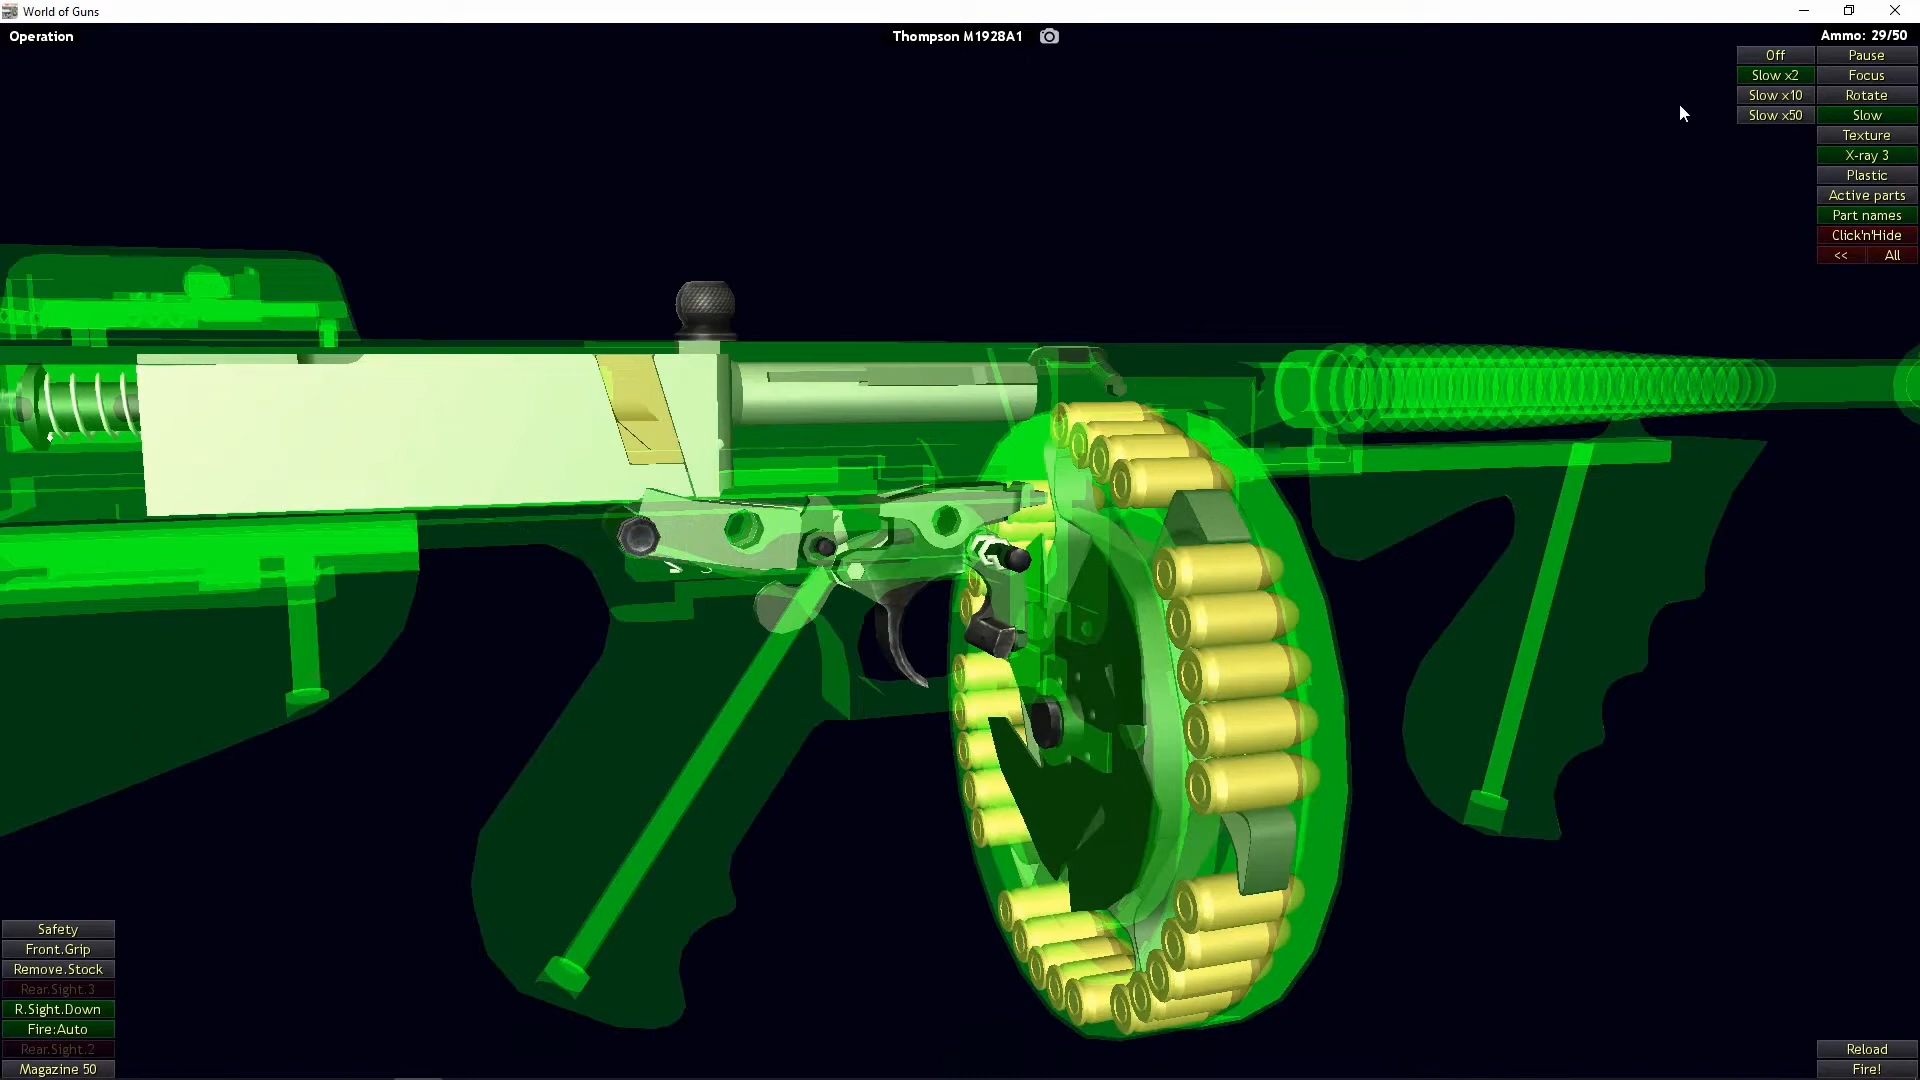 World of Guns
Operation
Thompson M1928A1
Ammo: 29/50
Off
Pause
Slow x2
Focus
Slow x10
Rotate
Slow x50
Slow
Texture
X-ray 3
Plastic
Active parts
Part names
Click'n'Hide
<<
All
Safety
Front.Grip
Remove.Stock
Rear.Sight.3
R.Sight.Down
Fire:Auto
Rear.Sight.2
Magazine 50
Reload
Fire!